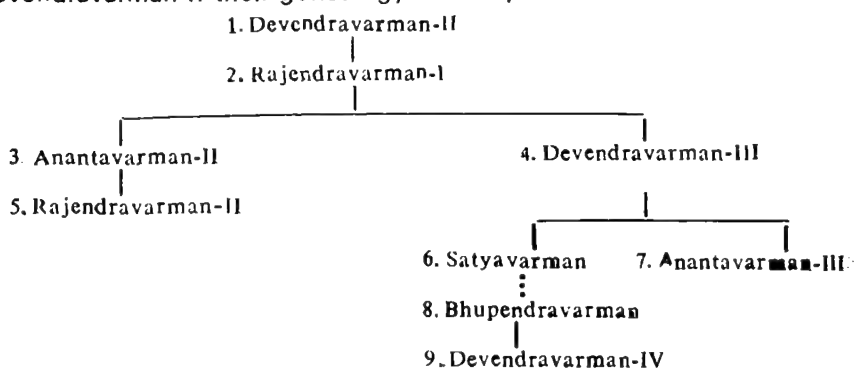 1. Devendravarman-II
2. Rajendravarman-I
3. Anantavarman-II 4. Devendravarman-III
5. Rajendravarman-II
6. Satyavarman 7. Anantavarman-III
8. Bhupendravarman
9. Devendravarman-IV